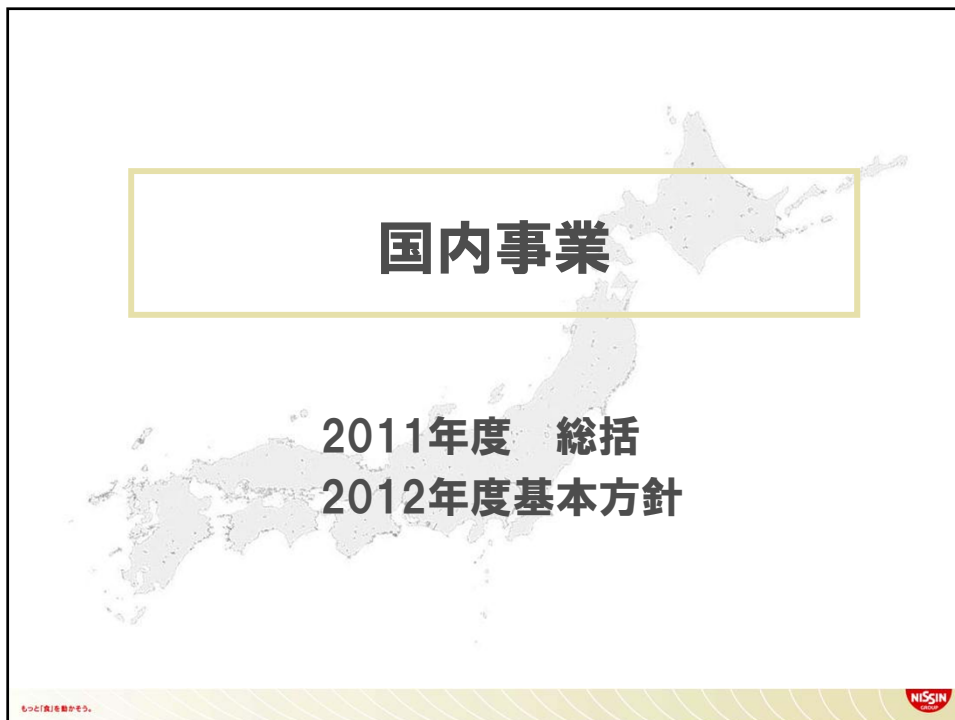 国内事業
2011年度　総括
2012年度基本方針
もっと「食」を動かそう。
NISSIN
GROUP